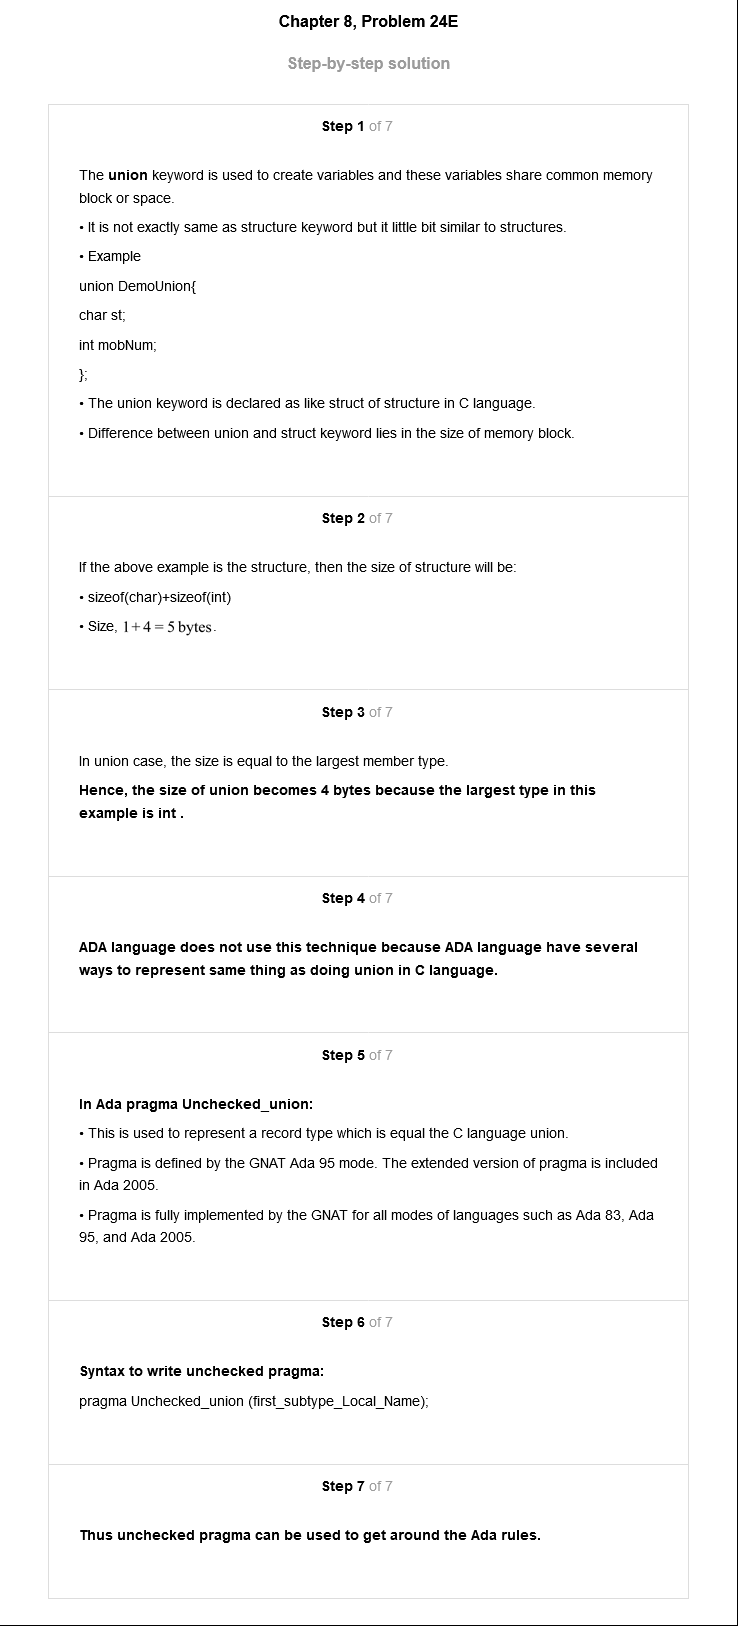 Chapter 8, Problem 24E
Step-by-step solution
Step 1 of 7
The union keyword is used to create variables and these variables share common memory
block or space.
• It is not exactly same as structure keyword but it little bit similar to structures.
• Example
union DemoUnion{
char st;
int mobNum;
};
• The union keyword is declared as like struct of structure in C language.
• Difference between union and struct keyword lies in the size of memory block.
Step 2 of 7
If the above example is the structure, then the size of structure will be:
• sizeof(char)+sizeof(int)
• Size, 1+4=5 bytes.
Step 3 of 7
In union case, the size is equal to the largest member type.
Hence, the size of union becomes 4 bytes because the largest type in this
example is int .
Step 4 of 7
ADA language does not use this technique because ADA language have several
ways to represent same thing as doing union in C language.
Step 5 of 7
In Ada pragma Unchecked_union:
• This is used to represent a record type which is equal the C language union.
• Pragma is defined by the GNAT Ada 95 mode. The extended version of pragma is included
in Ada 2005.
• Pragma is fully implemented by the GNAT for all modes of languages such as Ada 83, Ada
95, and Ada 2005.
Step 6 of 7
Syntax to write unchecked pragma:
pragma Unchecked_union (first_subtype_Local_Name);
Step 7 of 7
Thus unchecked pragma can be used to get around the Ada rules.